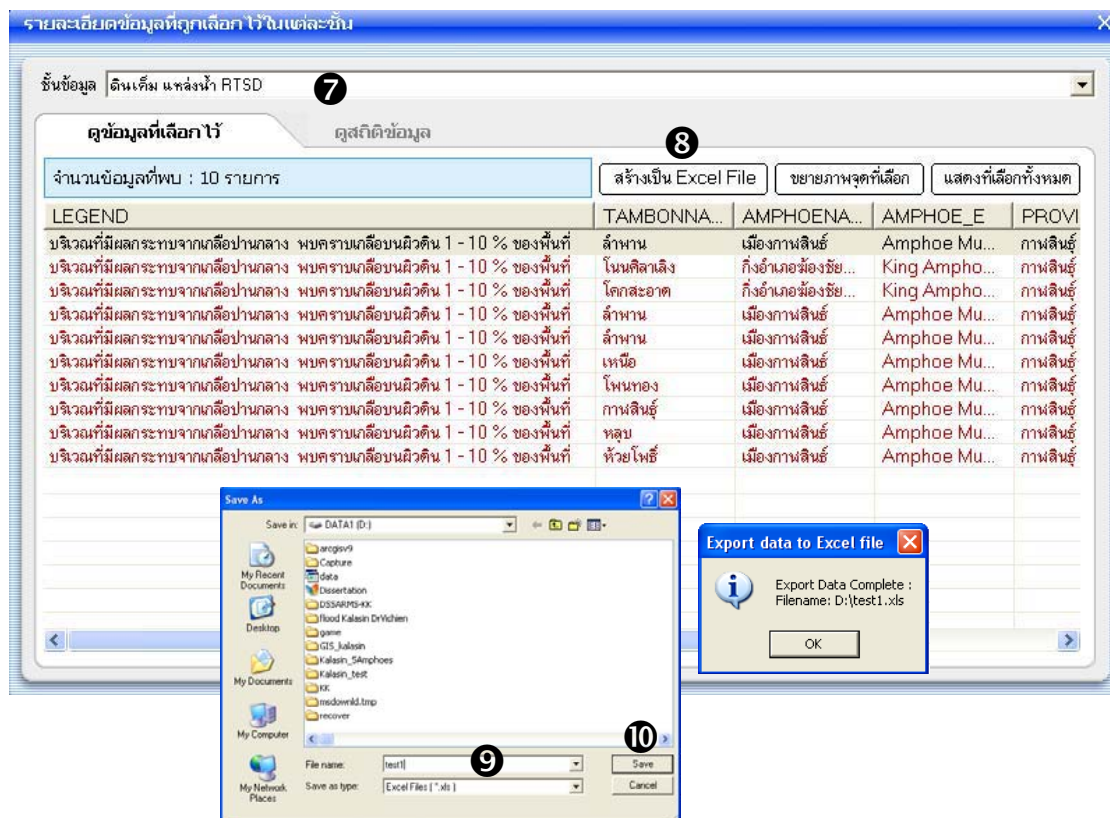 รายละเอียดข้อมูลที่ถูกเลือกไว้ในแต่ละชั้น X
ชั้นข้อมูล ดินเค็ม แหล่งน้ำ RTSD ❼
ดูข้อมูลที่เลือกไว้ ดูสถิติข้อมูล
❽
จำนวนข้อมูลที่พบ : 10 รายการ สร้างเป็น Excel File ขยายภาพจุดที่เลือก แสดงที่เลือกทั้งหมด
LEGEND TAMBONNA... AMPHOENA... AMPHOE_E PROVI
บริเวณที่มีผลกระทบจากเกลือปานกลาง พบคราบเกลือบนผิวดิน 1 - 10 % ของพื้นที่ ลำพาน เมืองกาฬสินธุ์ Amphoe Mu... กาฬสินธุ์
บริเวณที่มีผลกระทบจากเกลือปานกลาง พบคราบเกลือบนผิวดิน 1 - 10 % ของพื้นที่ โนนศิลาเลิง กิ่งอำเภอฆ้องชัย... King Ampho... กาฬสินธุ์
บริเวณที่มีผลกระทบจากเกลือปานกลาง พบคราบเกลือบนผิวดิน 1 - 10 % ของพื้นที่ โคกสะอาด กิ่งอำเภอฆ้องชัย... King Ampho... กาฬสินธุ์
บริเวณที่มีผลกระทบจากเกลือปานกลาง พบคราบเกลือบนผิวดิน 1 - 10 % ของพื้นที่ ลำพาน เมืองกาฬสินธุ์ Amphoe Mu... กาฬสินธุ์
บริเวณที่มีผลกระทบจากเกลือปานกลาง พบคราบเกลือบนผิวดิน 1 - 10 % ของพื้นที่ ลำพาน เมืองกาฬสินธุ์ Amphoe Mu... กาฬสินธุ์
บริเวณที่มีผลกระทบจากเกลือปานกลาง พบคราบเกลือบนผิวดิน 1 - 10 % ของพื้นที่ เหนือ เมืองกาฬสินธุ์ Amphoe Mu... กาฬสินธุ์
บริเวณที่มีผลกระทบจากเกลือปานกลาง พบคราบเกลือบนผิวดิน 1 - 10 % ของพื้นที่ โพนทอง เมืองกาฬสินธุ์ Amphoe Mu... กาฬสินธุ์
บริเวณที่มีผลกระทบจากเกลือปานกลาง พบคราบเกลือบนผิวดิน 1 - 10 % ของพื้นที่ กาฬสินธุ์ เมืองกาฬสินธุ์ Amphoe Mu... กาฬสินธุ์
บริเวณที่มีผลกระทบจากเกลือปานกลาง พบคราบเกลือบนผิวดิน 1 - 10 % ของพื้นที่ หลุบ เมืองกาฬสินธุ์ Amphoe Mu... กาฬสินธุ์
บริเวณที่มีผลกระทบจากเกลือปานกลาง พบคราบเกลือบนผิวดิน 1 - 10 % ของพื้นที่ ห้วยโพธิ์ เมืองกาฬสินธุ์ Amphoe Mu... กาฬสินธุ์
Save As
Save in: DATA1 (D:)
My Recent Documents
Desktop
My Documents
My Computer
My Network Places
arcgisv9
Capture
data
Dissertation
DSSARMS-KK
flood Kalasin DrVichien
game
GIS_kalasin
Kalasin_5Amphoes
Kalasin_test
KK
msdownld.tmp
recover
❿
File name: test1 ❾ Save
Save as type: Excel Files ( *.xls ) Cancel
Export data to Excel file
Export Data Complete :
Filename: D:\test1.xls
OK